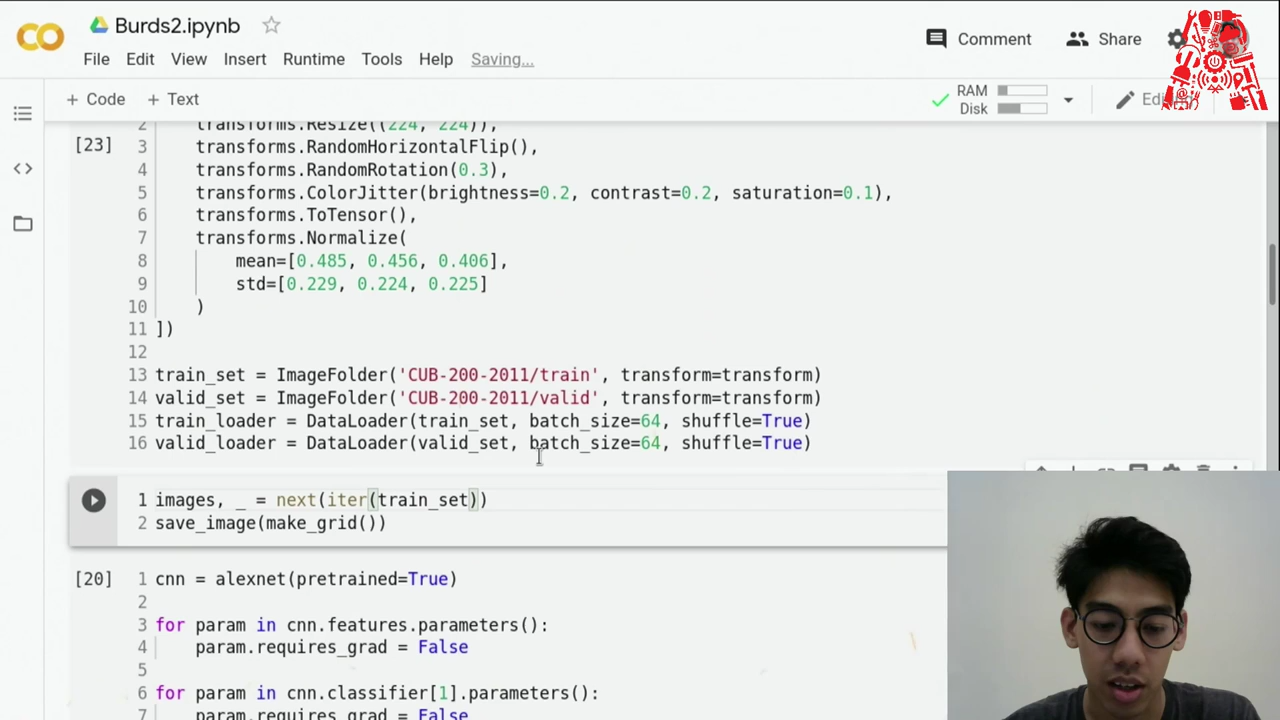 Burds2.ipynb
File Edit View Insert Runtime Tools Help Saving...
Comment Share
+ Code + Text
RAM
Disk
2 transforms.Resize((224, 224)),
[23] 3 transforms.RandomHorizontalFlip(),
4 transforms.RandomRotation(0.3),
5 transforms.ColorJitter(brightness=0.2, contrast=0.2, saturation=0.1),
6 transforms.ToTensor(),
7 transforms.Normalize(
8 mean=[0.485, 0.456, 0.406],
9 std=[0.229, 0.224, 0.225]
10 )
11 ])
12
13 train_set = ImageFolder('CUB-200-2011/train', transform=transform)
14 valid_set = ImageFolder('CUB-200-2011/valid', transform=transform)
15 train_loader = DataLoader(train_set, batch_size=64, shuffle=True)
16 valid_loader = DataLoader(valid_set, batch_size=64, shuffle=True)
1 images, _ = next(iter(train_set))
2 save_image(make_grid())
[20] 1 cnn = alexnet(pretrained=True)
2
3 for param in cnn.features.parameters():
4 param.requires_grad = False
5
6 for param in cnn.classifier[1].parameters():
7 param.requires_grad = False